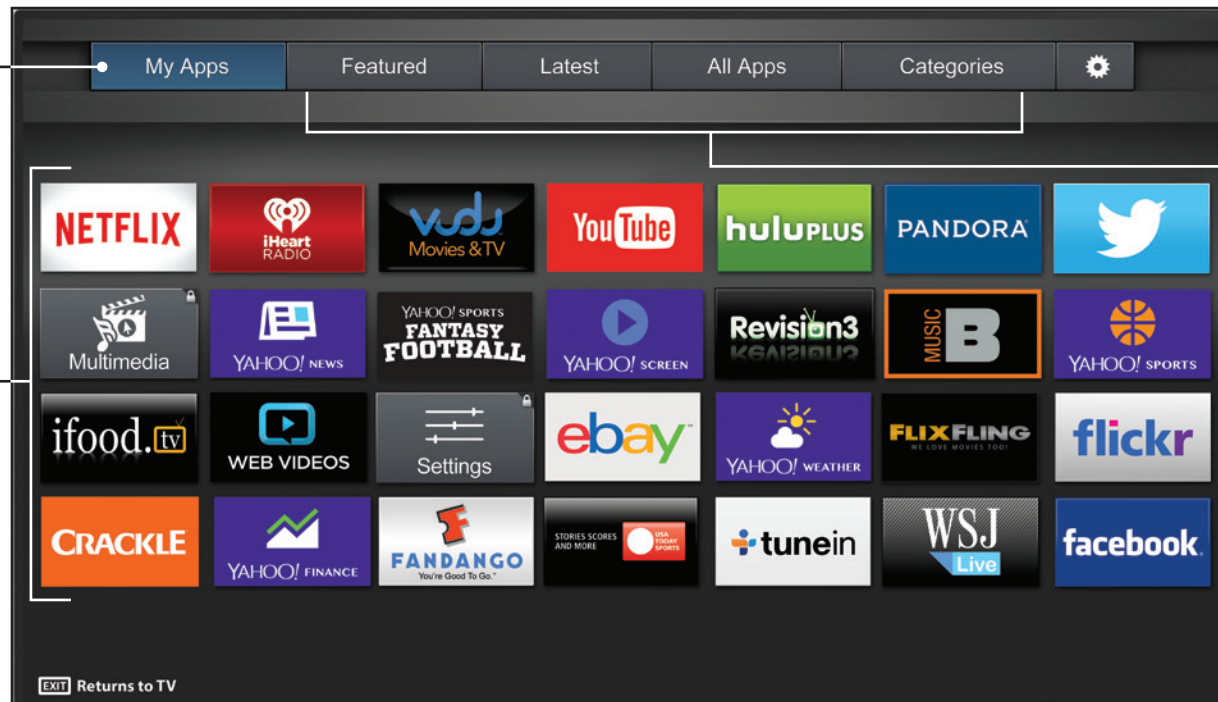 My Apps Featured Latest All Apps Categories
NETFLIX
iHeart
RADIO
vudu
Movies & TV
YouTube
huluPLUS
PANDORA
Multimedia
YAHOO! NEWS
YAHOO! SPORTS
FANTASY
FOOTBALL
YAHOO! SCREEN
Revision3
MUSIC
B
YAHOO! SPORTS
ifood.tv
WEB VIDEOS
Settings
ebay™
YAHOO! WEATHER
FLIXFLING
WE LOVE MOVIES TOO!
flickr
CRACKLE
YAHOO! FINANCE
F
FANDANGO
You're Good To Go.™
STORIES SCORES
AND MORE
USA
TODAY
SPORTS
tunein
WSJ
Live
facebook
EXIT Returns to TV